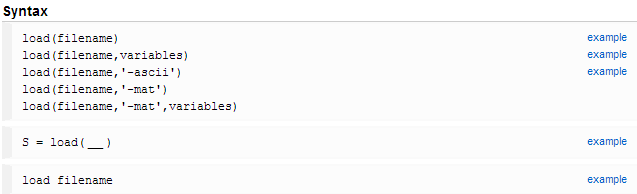 Syntax
load(filename) example
load(filename,variables) example
load(filename,'-ascii') example
load(filename,'-mat')
load(filename,'-mat',variables)
S = load(__) example
load filename example